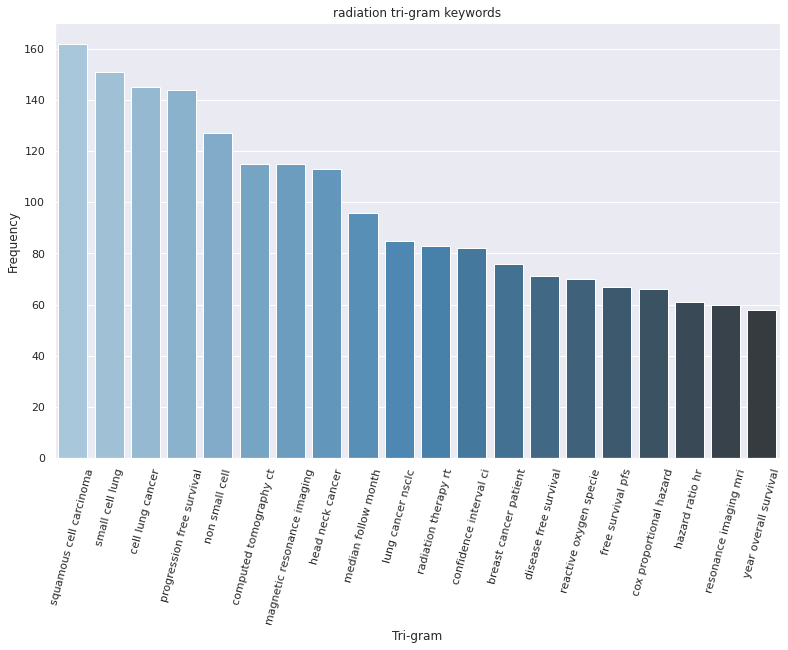 radiation tri-gram keywords
160
140
120
100
80
60
40
20
0
Frequency
squamous cell carcinoma
small cell lung
cell lung cancer
progression free survival
non small cell
computed tomography ct
magnetic resonance imaging
head neck cancer
median follow month
lung cancer nsclc
radiation therapy rt
confidence interval ci
breast cancer patient
disease free survival
reactive oxygen specie
free survival pfs
cox proportional hazard
hazard ratio hr
resonance imaging mri
year overall survival
Tri-gram